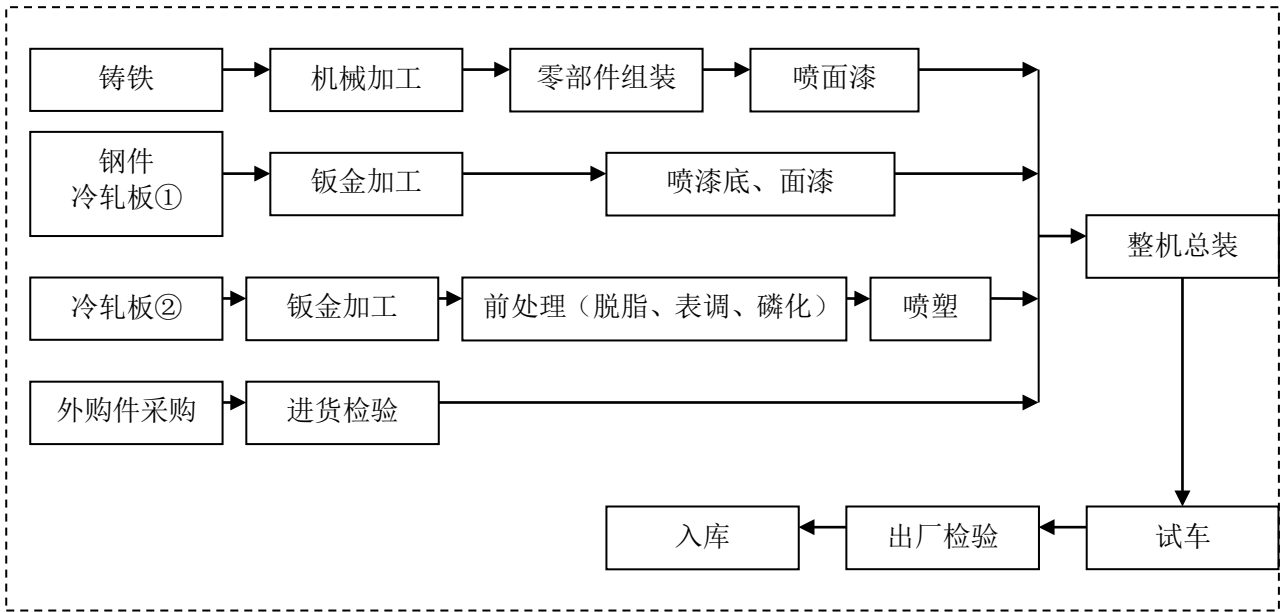 铸铁
机械加工
零部件组装
喷面漆
钢件
冷轧板①
钣金加工
喷漆底、面漆
整机总装
冷轧板②
钣金加工
前处理（脱脂、表调、磷化）
喷塑
外购件采购
进货检验
入库
出厂检验
试车